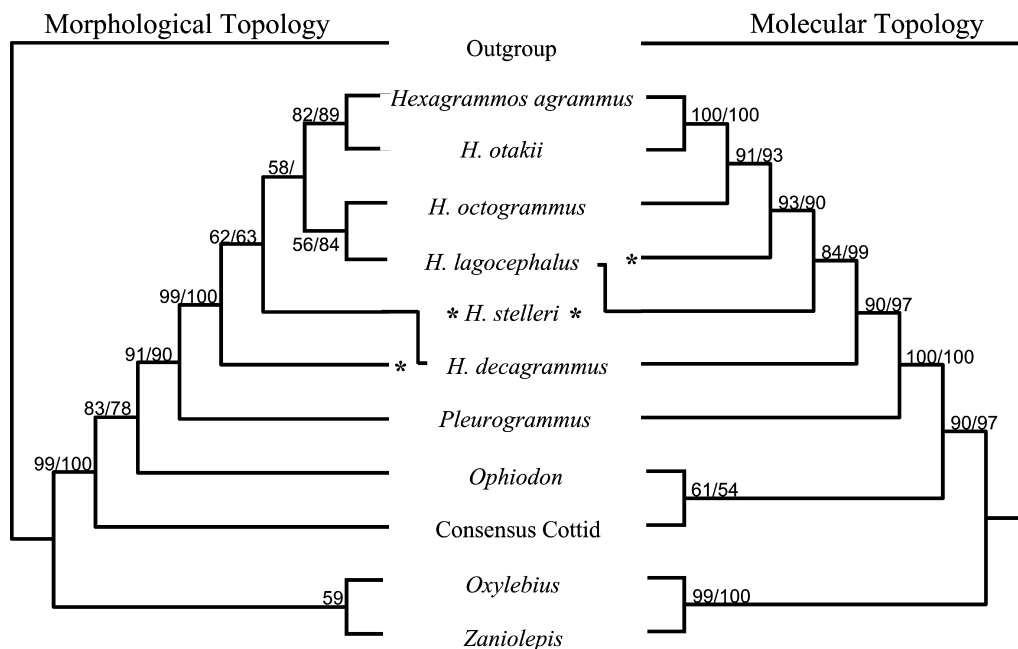 Morphological Topology
Molecular Topology
Outgroup
Hexagrammos agrammus
82/89
100/100
H. otakii
91/93
58/
H. octogrammus
93/90
62/63
56/84
H. lagocephalus
*
84/99
99/100
* H. stelleri *
90/97
91/90
*
H. decagrammus
100/100
83/78
Pleurogrammus
90/97
99/100
Ophiodon
61/54
Consensus Cottid
Oxylebius
59
99/100
Zaniolepis